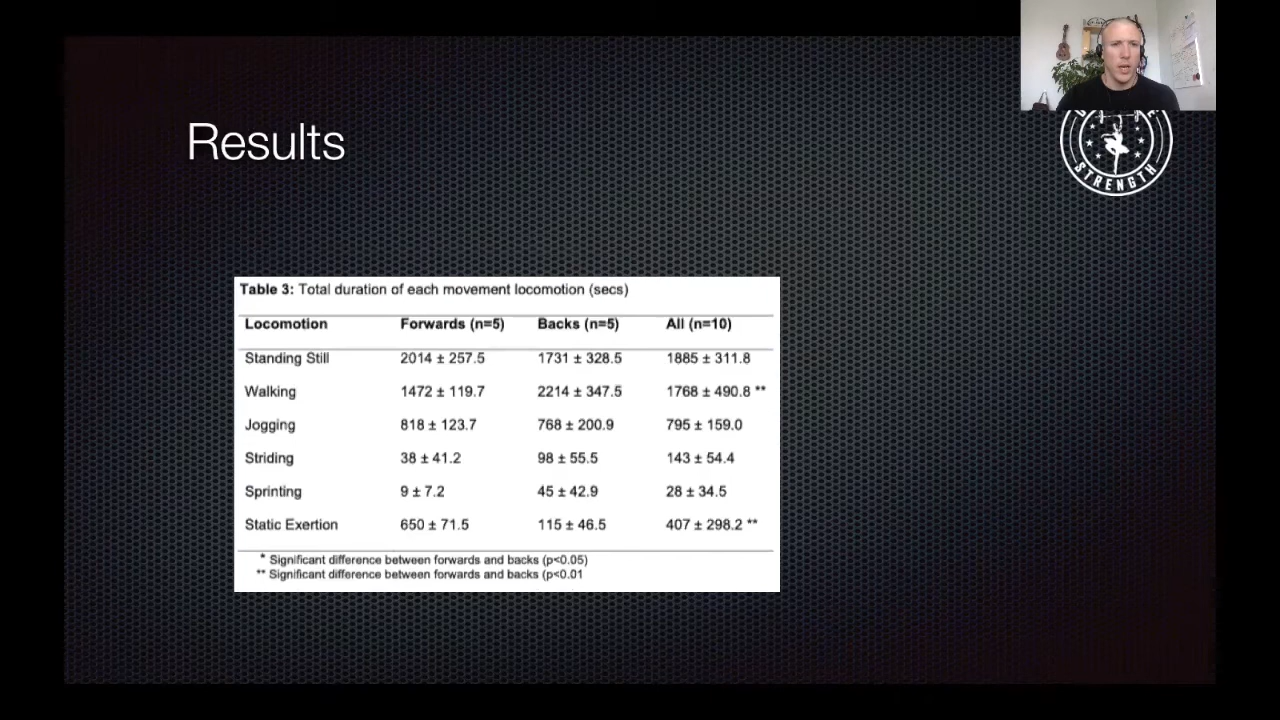 Results
STRENGTH
Table 3: Total duration of each movement locomotion (secs)
Locomotion Forwards (n=5) Backs (n=5) All (n=10)
Standing Still 2014 ± 257.5 1731 ± 328.5 1885 ± 311.8
Walking 1472 ± 119.7 2214 ± 347.5 1768 ± 490.8 **
Jogging 818 ± 123.7 768 ± 200.9 795 ± 159.0
Striding 38 ± 41.2 98 ± 55.5 143 ± 54.4
Sprinting 9 ± 7.2 45 ± 42.9 28 ± 34.5
Static Exertion 650 ± 71.5 115 ± 46.5 407 ± 298.2 **
* Significant difference between forwards and backs (p<0.05)
** Significant difference between forwards and backs (p<0.01